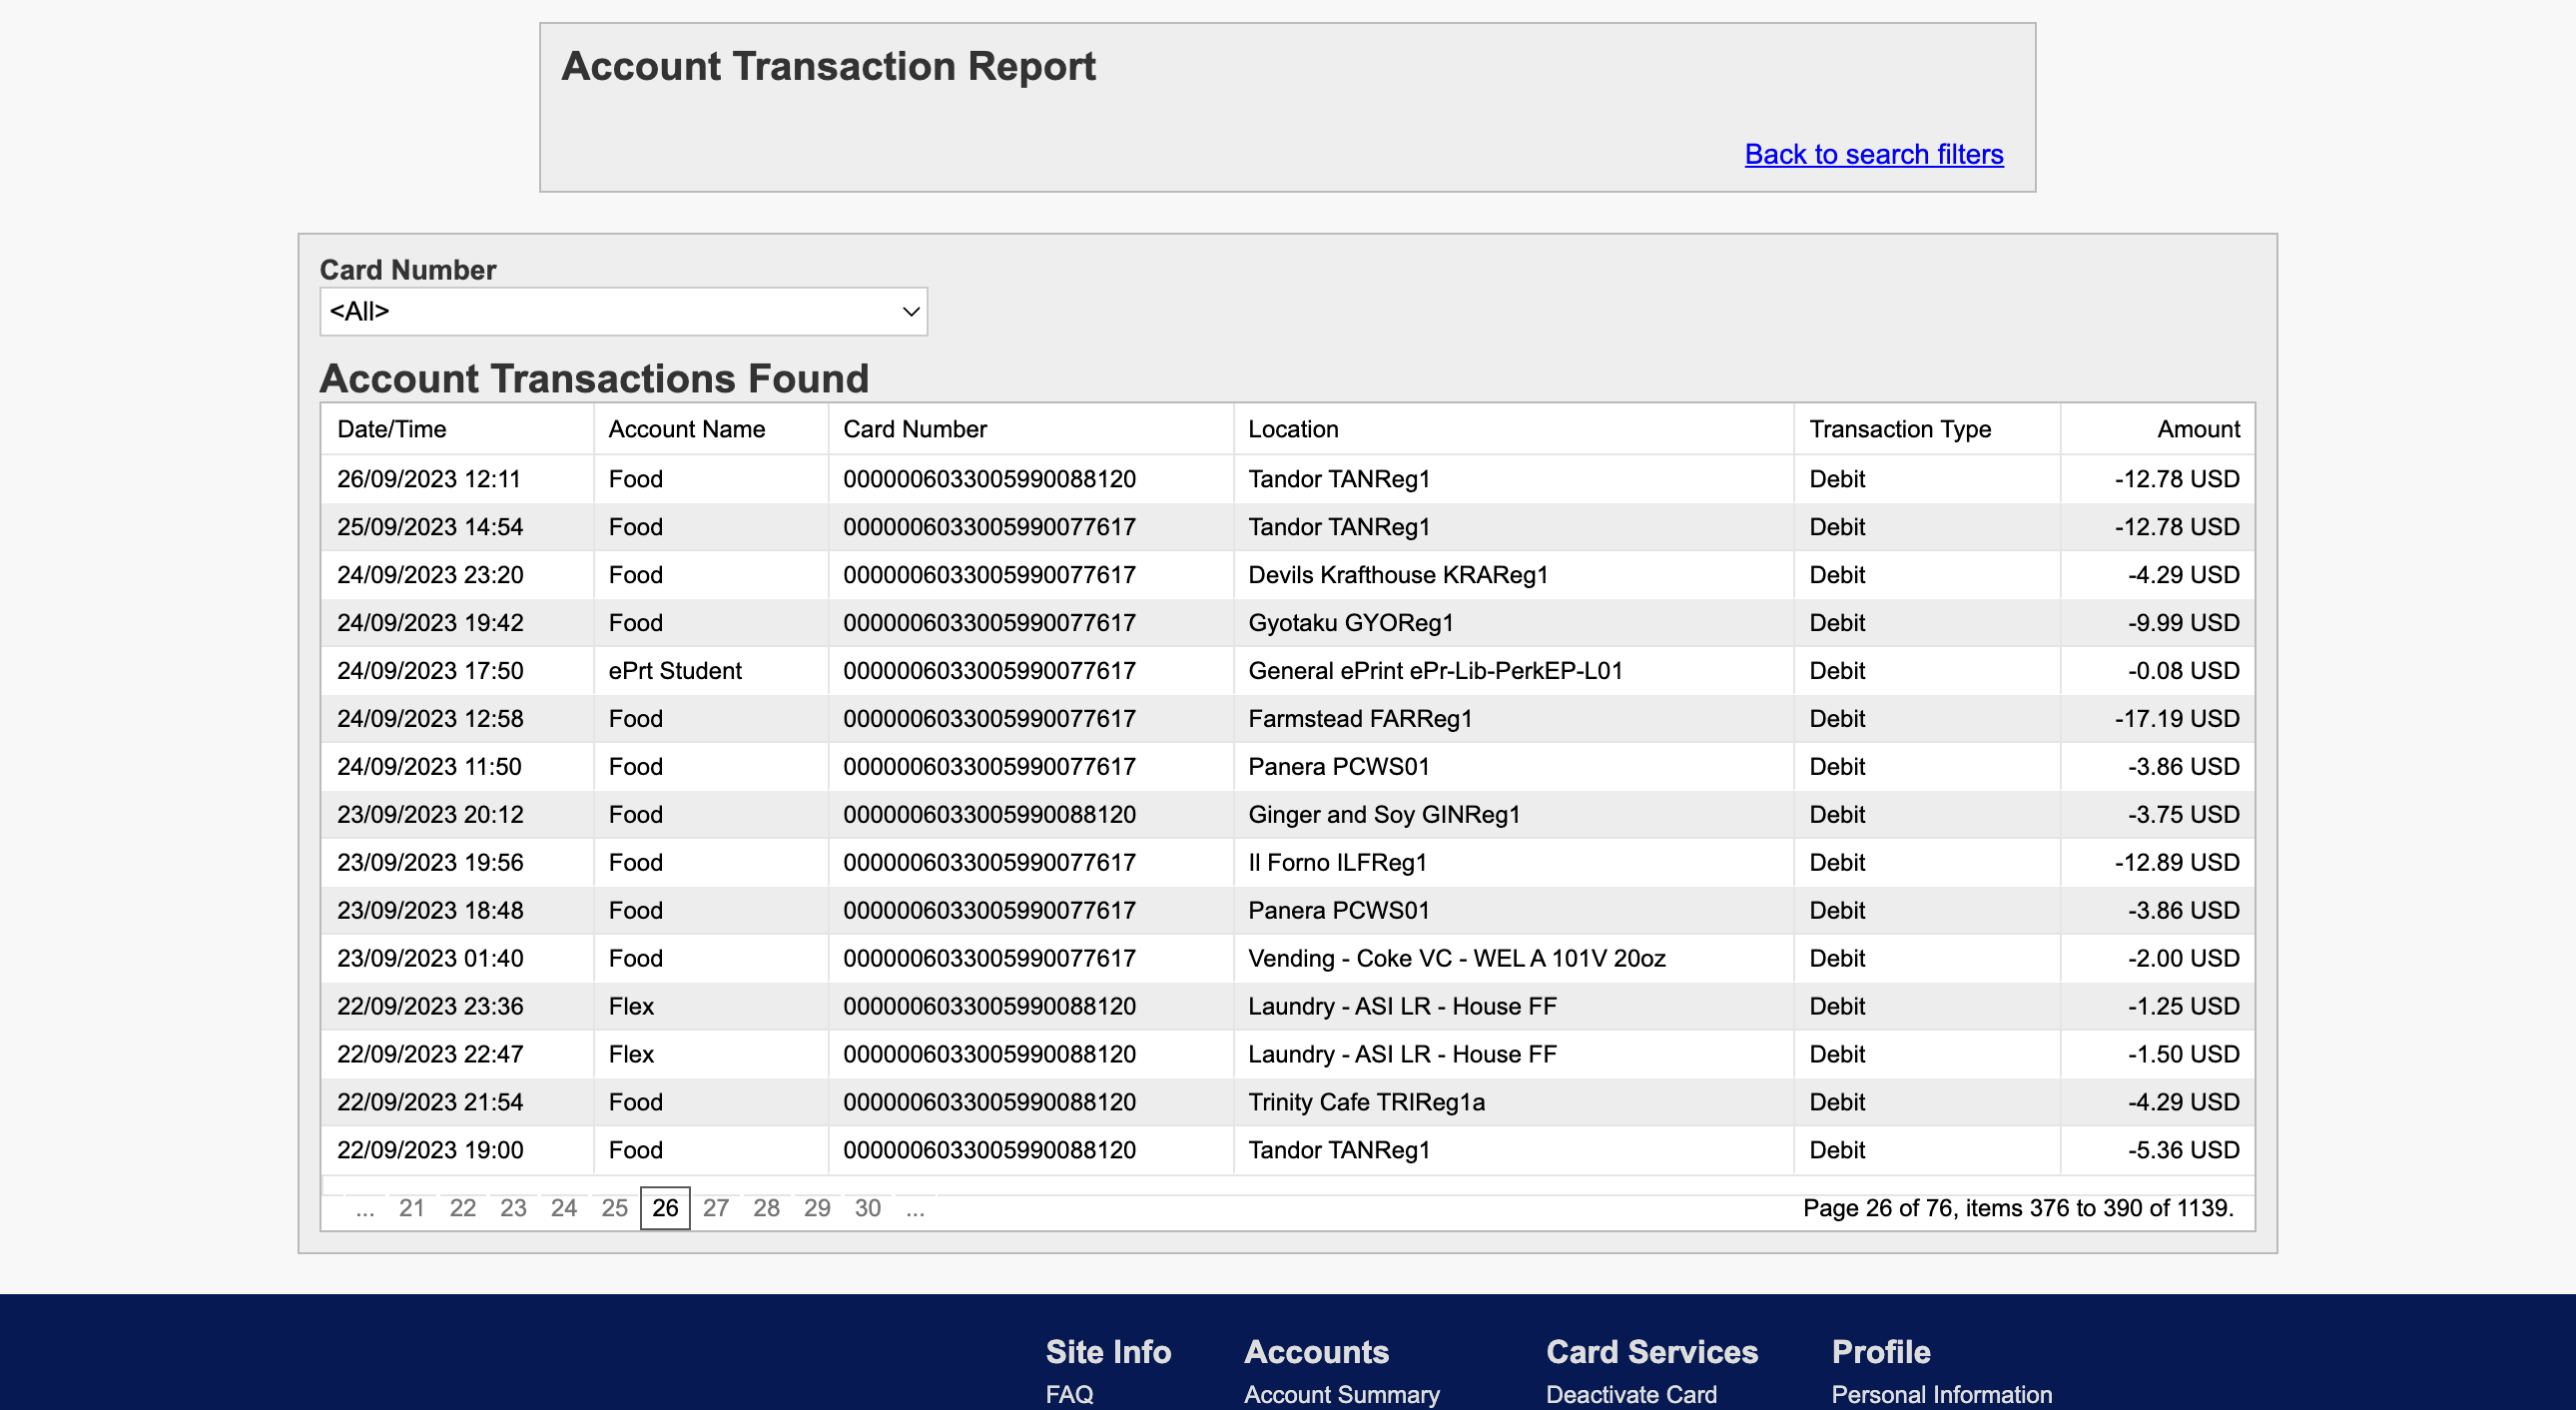 Account Transaction Report
Back to search filters
Card Number
<All>
Account Transactions Found
Date/Time Account Name Card Number Location Transaction Type Amount
26/09/2023 12:11 Food 0000006033005990088120 Tandor TANReg1 Debit -12.78 USD
25/09/2023 14:54 Food 0000006033005990077617 Tandor TANReg1 Debit -12.78 USD
24/09/2023 23:20 Food 0000006033005990077617 Devils Krafthouse KRAReg1 Debit -4.29 USD
24/09/2023 19:42 Food 0000006033005990077617 Gyotaku GYOReg1 Debit -9.99 USD
24/09/2023 17:50 ePrt Student 0000006033005990077617 General ePrint ePr-Lib-PerkEP-L01 Debit -0.08 USD
24/09/2023 12:58 Food 0000006033005990077617 Farmstead FARReg1 Debit -17.19 USD
24/09/2023 11:50 Food 0000006033005990077617 Panera PCWS01 Debit -3.86 USD
23/09/2023 20:12 Food 0000006033005990088120 Ginger and Soy GINReg1 Debit -3.75 USD
23/09/2023 19:56 Food 0000006033005990077617 Il Forno ILFReg1 Debit -12.89 USD
23/09/2023 18:48 Food 0000006033005990077617 Panera PCWS01 Debit -3.86 USD
23/09/2023 01:40 Food 0000006033005990077617 Vending - Coke VC - WEL A 101V 20oz Debit -2.00 USD
22/09/2023 23:36 Flex 0000006033005990088120 Laundry - ASI LR - House FF Debit -1.25 USD
22/09/2023 22:47 Flex 0000006033005990088120 Laundry - ASI LR - House FF Debit -1.50 USD
22/09/2023 21:54 Food 0000006033005990088120 Trinity Cafe TRIReg1a Debit -4.29 USD
22/09/2023 19:00 Food 0000006033005990088120 Tandor TANReg1 Debit -5.36 USD
... 21 22 23 24 25 26 27 28 29 30 ... Page 26 of 76, items 376 to 390 of 1139.
Site Info Accounts Card Services Profile
FAQ Account Summary Deactivate Card Personal Information